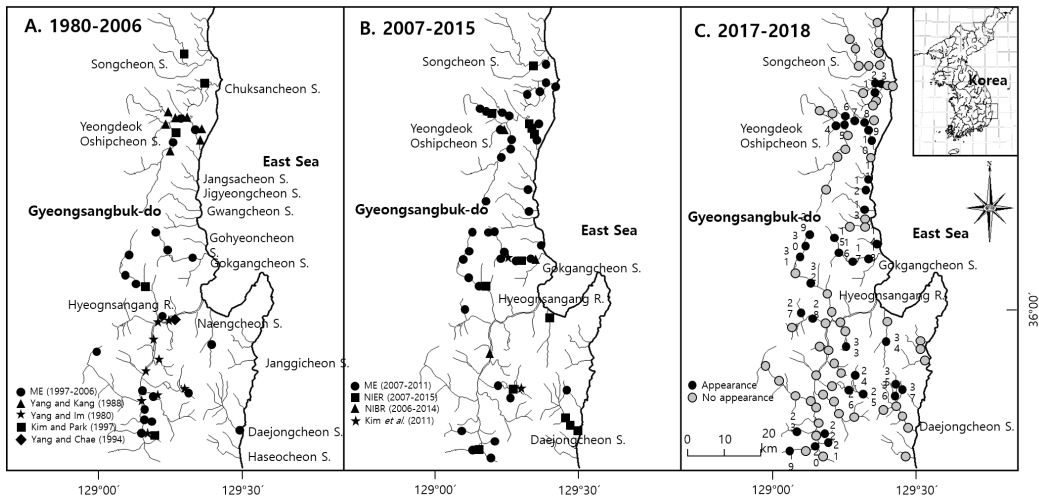 A. 1980-2006
Songcheon S.
Chuksancheon S.
Yeongdeok
Oshipcheon S.
East Sea
Jangsacheon S.
Jigyeongcheon S.
Gyeongsangbuk-do
Gwangcheon S.
Gohyeoncheon
S.
Gokgangcheon S.
Hyeognsangang R.
Naengcheon S.
Janggicheon S.
ME (1997-2006)
Yang and Kang (1988)
Yang and Im (1980)
Kim and Park (1997)
Yang and Chae (1994)
Daejongcheon S.
Haseocheon S.
129°00′
129°30′
B. 2007-2015
Songcheon S.
Yeongdeok
Oshipcheon S.
Gyeongsangbuk-do
East Sea
Gokgangcheon S.
Hyeognsangang R.
ME (2007-2011)
NIER (2007-2015)
NIBR (2006-2014)
Kim et al. (2011)
Daejeongcheon S.
129°00′
129°30′
C. 2017-2018
Korea
N
Songcheon S.
Yeongdeok
Oshipcheon S.
Gyeongsangbuk-do
East Sea
Gokgangcheon S.
Hyeognsangang R.
36°00′
Appearance
No appearance
Daejongcheon S.
0 10 20
km
129°00′
129°30′